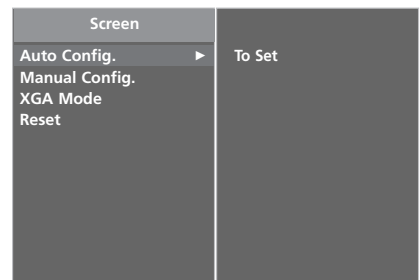 Screen
Auto Config. ► To Set
Manual Config.
XGA Mode
Reset